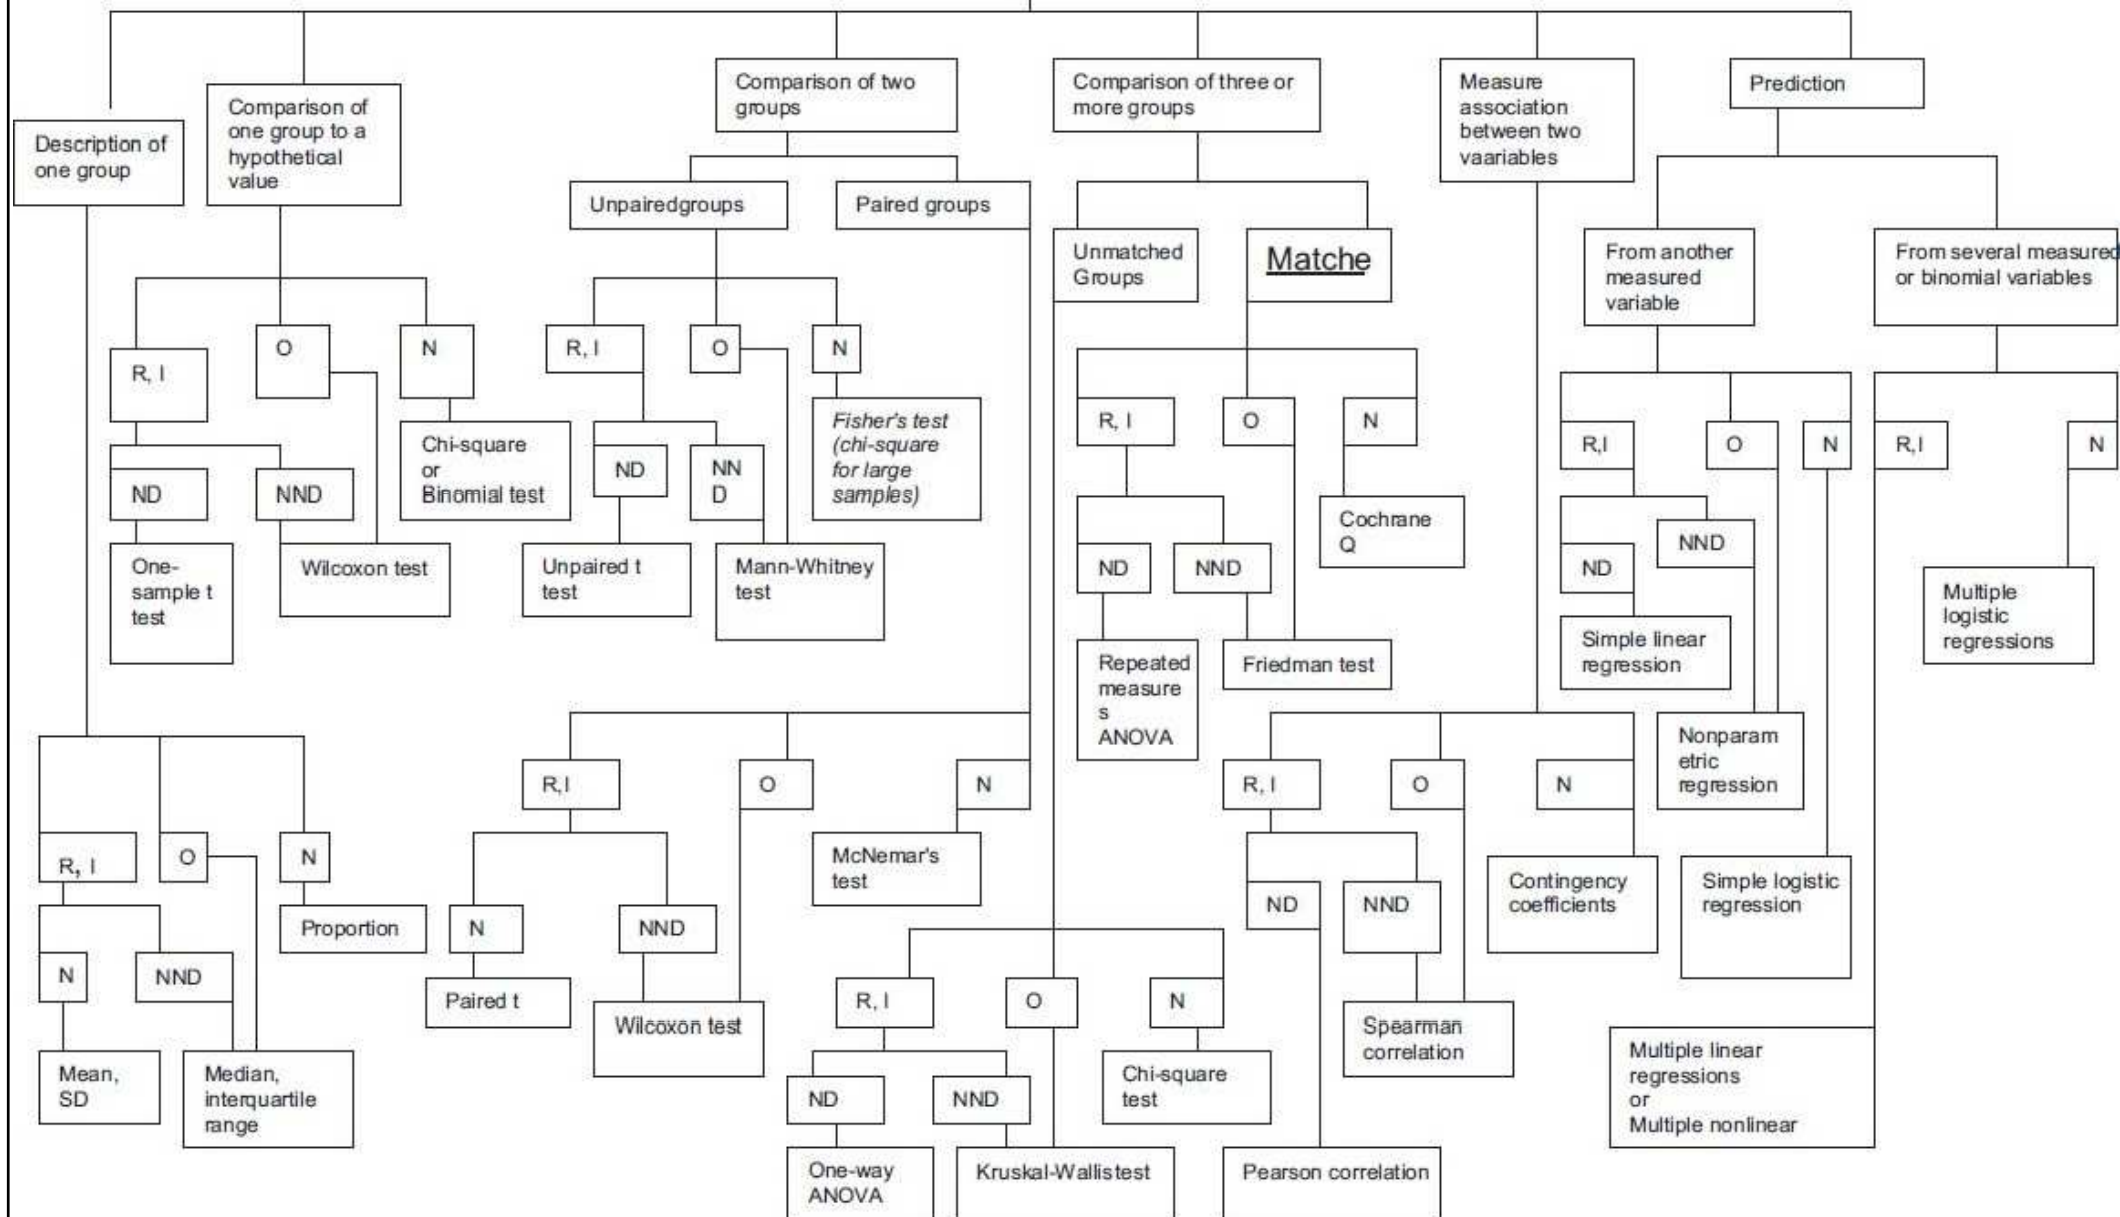 Description of
one group
Comparison of
one group to a
hypothetical
value
Comparison of two
groups
Comparison of three or
more groups
Measure
association
between two
vaariables
Prediction
Unpairedgroups
Paired groups
Unmatched
Groups
Matche
From another
measured
variable
From several measured
or binomial variables
R, I
O
N
R, I
O
N
R, I
O
N
R,I
O
N
R,I
N
ND
NND
Chi-square
or
Binomial test
ND
NN
D
Fisher's test
(chi-square
for large
samples)
One-
sample t
test
Wilcoxon test
Unpaired t
test
Mann-Whitney
test
ND
NND
Cochrane
Q
ND
NND
Multiple
logistic
regressions
Repeated
measure
s
ANOVA
Friedman test
Simple linear
regression
Nonparam
etric
regression
R,I
O
N
R, I
O
N
R, I
O
N
Proportion
N
NND
Mean,
SD
Median,
interquartile
range
N
NND
McNemar's
test
Paired t
Wilcoxon test
ND
NND
Contingency
coefficients
Simple logistic
regression
R, I
O
N
Spearman
correlation
ND
NND
Chi-square
test
Multiple linear
regressions
or
Multiple nonlinear
One-way
ANOVA
Kruskal-Wallistest
Pearson correlation